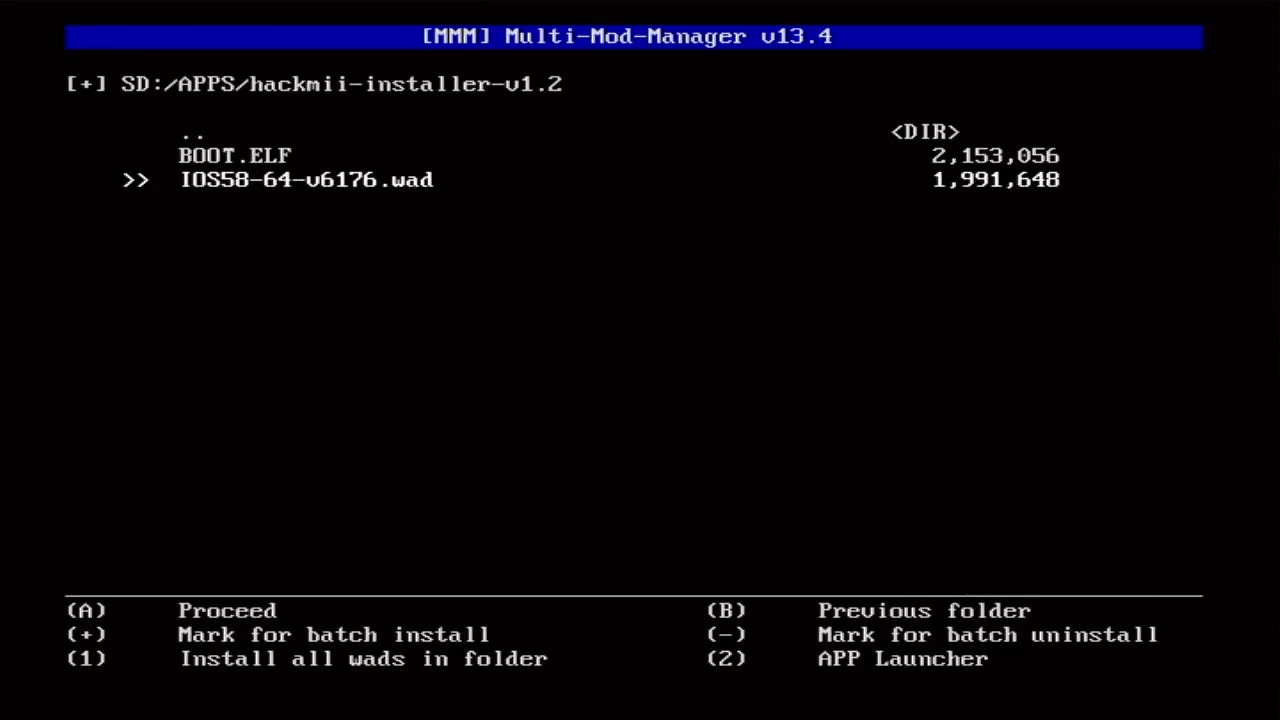 [MMM] Multi-Mod-Manager v13.4
[+] SD:/APPS/hackmii-installer-v1.2
.. <DIR>
BOOT.ELF 2,153,056
>> IOS58-64-v6176.wad 1,991,648
(A) Proceed (B) Previous folder
(+) Mark for batch install (-) Mark for batch uninstall
(1) Install all wads in folder (2) APP Launcher